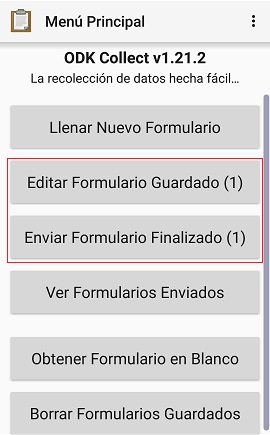 Menú Principal
ODK Collect v1.21.2
La recolección de datos hecha fácil...
Llenar Nuevo Formulario
Editar Formulario Guardado (1)
Enviar Formulario Finalizado (1)
Ver Formularios Enviados
Obtener Formulario en Blanco
Borrar Formularios Guardados